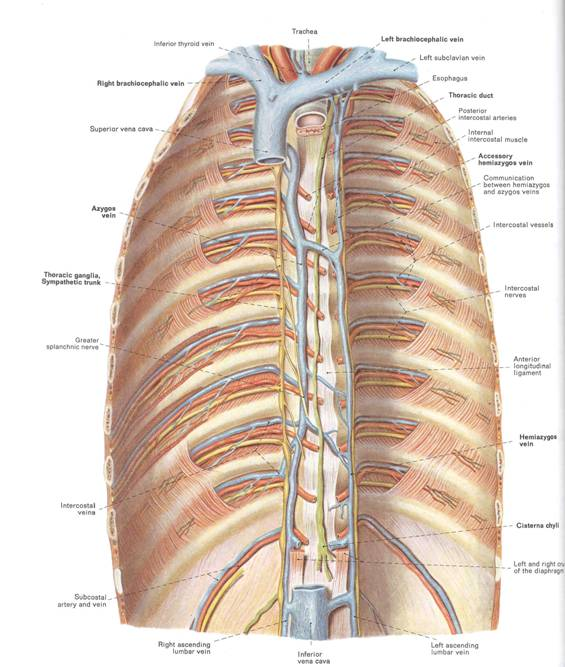 Trachea
Inferior thyroid vein
Left brachiocephalic vein
Left subclavian vein
Right brachiocephalic vein
Esophagus
Thoracic duct
Posterior
intercostal arteries
Superior vena cava
Internal
intercostal muscle
Accessory
hemiazygos vein
Communication
between hemiazygos
and azygos veins
Azygos
vein
Intercostal vessels
Thoracic ganglia,
Sympathetic trunk
Intercostal
nerves
Greater
splanchnic nerve
Anterior
longitudinal
ligament
Hemiazygos
vein
Intercostal
veins
Cisterna chyli
Left and right
of the diaphragm
Subcostal
artery and vein
Right ascending
lumbar vein
Inferior
vena cava
Left ascending
lumbar vein